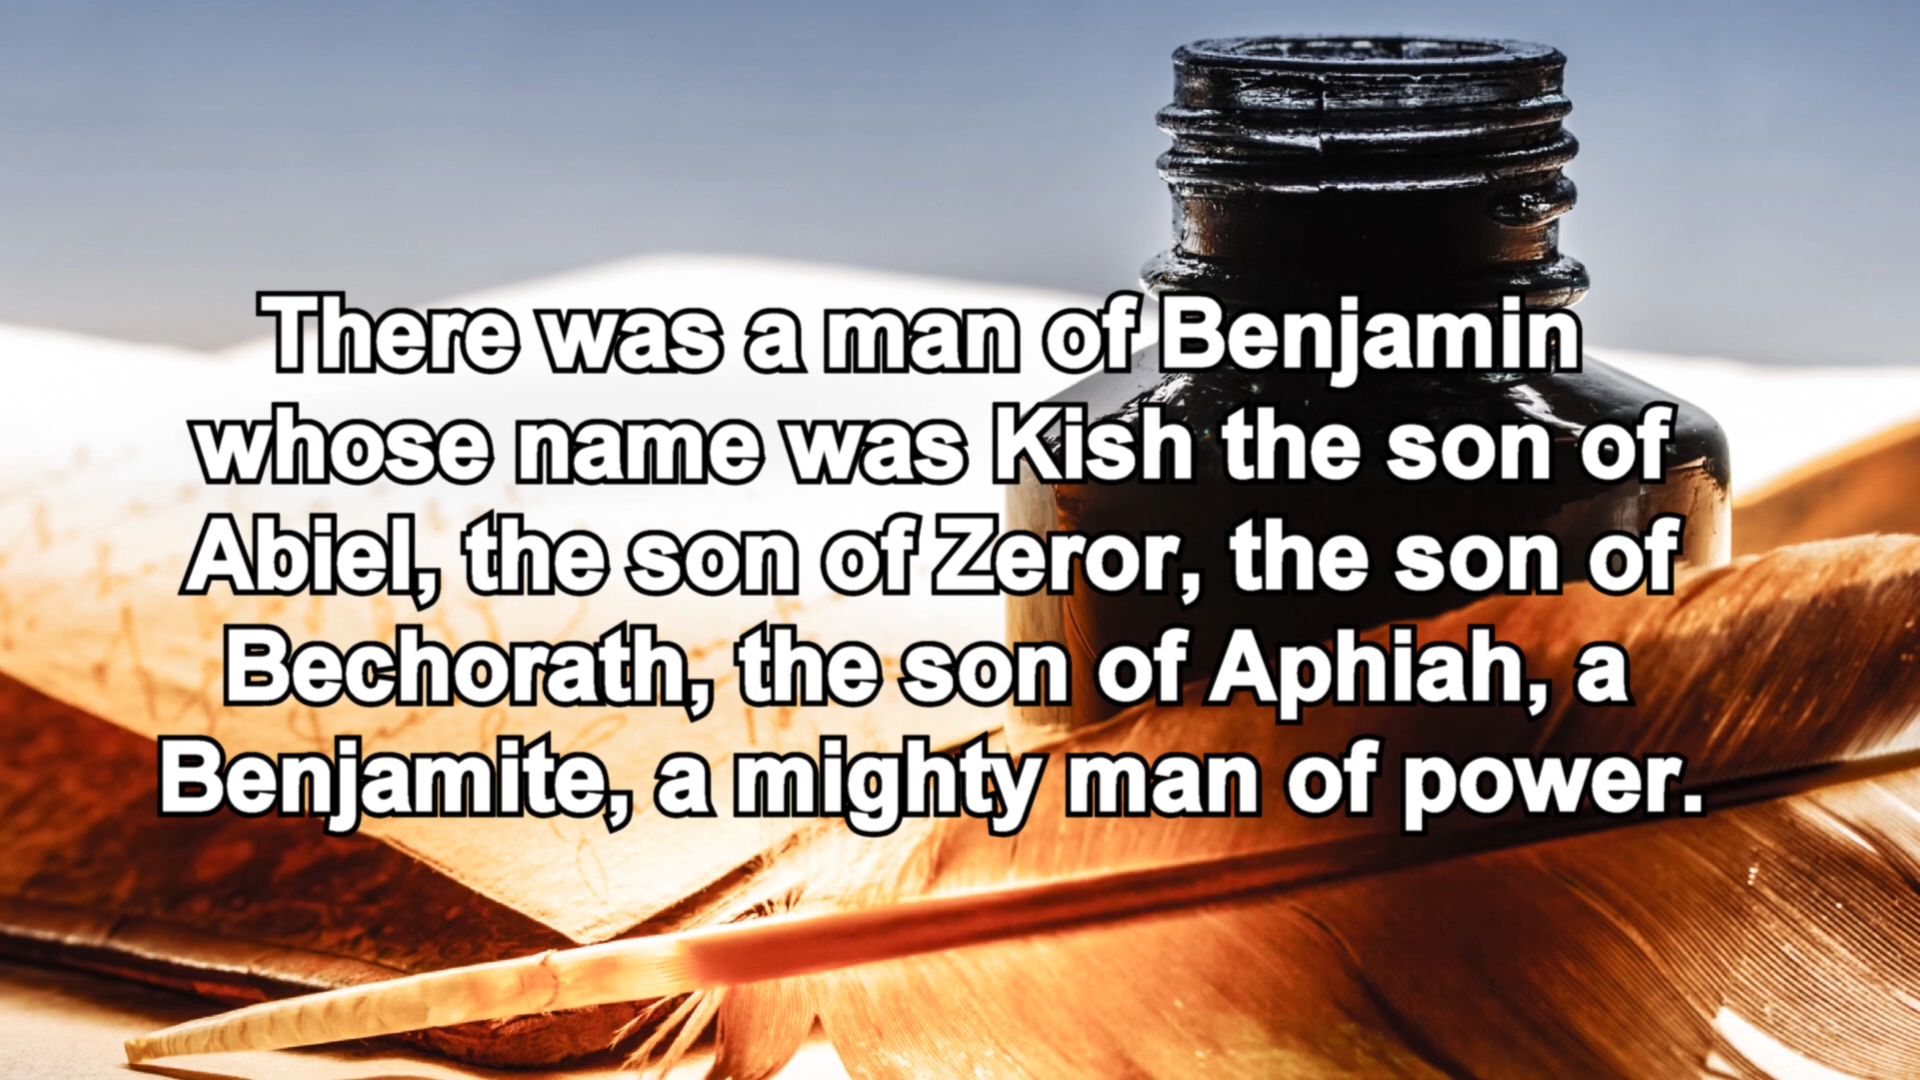 There was a man of Benjamin
whose name was Kish the son of
Abiel, the son of Zeror, the son of
Bechorath, the son of Aphiah, a
Benjamite, a mighty man of power.